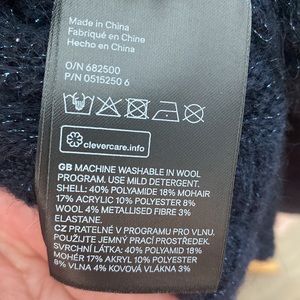 Made in China
Fabriqué en Chine
Hecho en China
O/N 682500
P/N 0515250 6
clevercare.info
GB MACHINE WASHABLE IN WOOL
PROGRAM. USE MILD DETERGENT.
SHELL: 40% POLYAMIDE 18% MOHAIR
17% ACRYLIC 10% POLYESTER 8%
WOOL 4% METALLISED FIBRE 3%
ELASTANE.
CZ PRATELNÉ V PROGRAMU PRO VLNU,
POUŽIJTE JEMNÝ PRACÍ PROSTŘEDEK.
SVRCHNÍ LÁTKA: 40% POLYAMID 18%
MOHÉR 17% AKRYL 10% POLYESTER
8% VLNA 4% KOVOVÁ VLÁKNA 3%